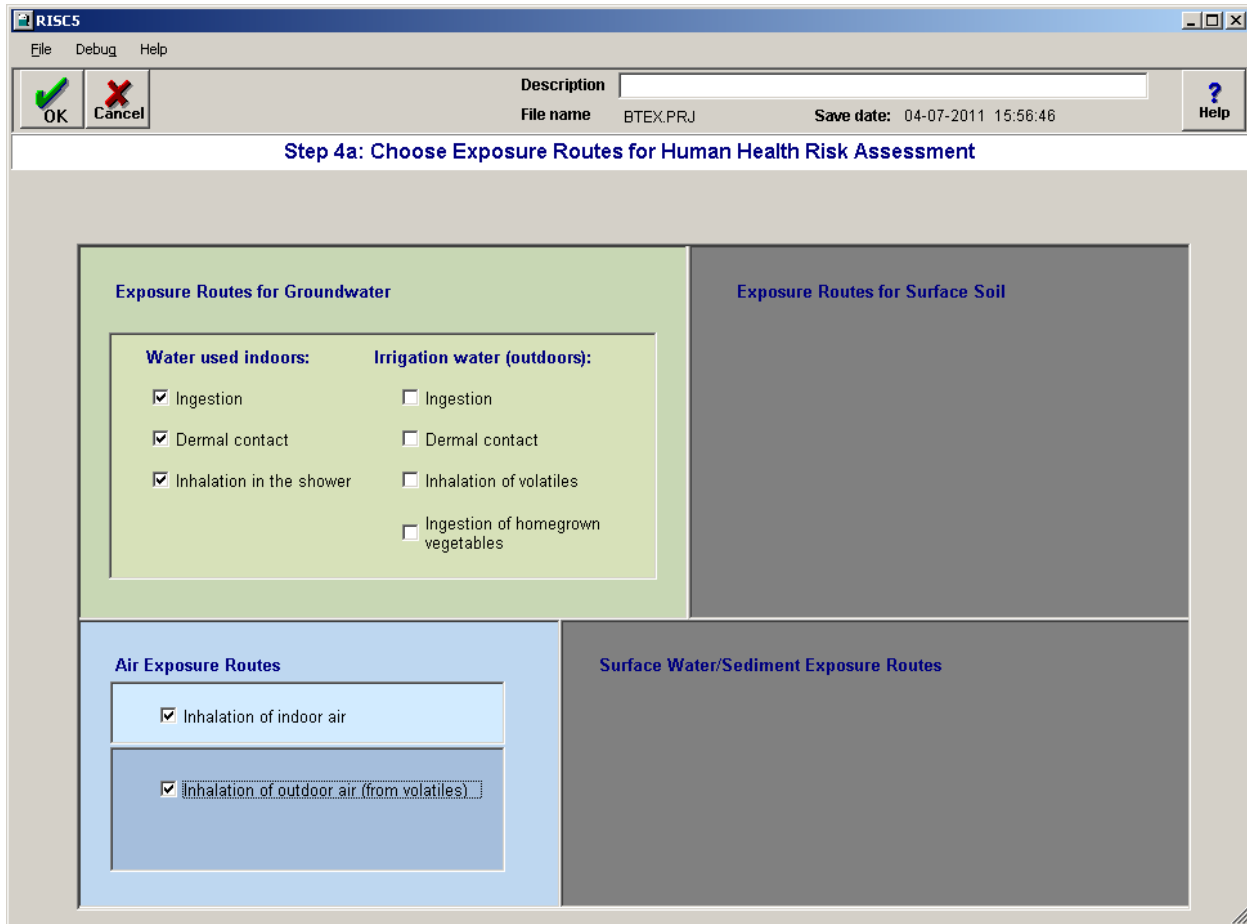 RISC5
File Debug Help
OK
Cancel
Description
File name BTEX.PRJ Save date: 04-07-2011 15:56:46
? Help
Step 4a: Choose Exposure Routes for Human Health Risk Assessment
Exposure Routes for Groundwater
Water used indoors:
Ingestion
Dermal contact
Inhalation in the shower
Irrigation water (outdoors):
Ingestion
Dermal contact
Inhalation of volatiles
Ingestion of homegrown
vegetables
Exposure Routes for Surface Soil
Air Exposure Routes
Inhalation of indoor air
Inhalation of outdoor air (from volatiles)
Surface Water/Sediment Exposure Routes